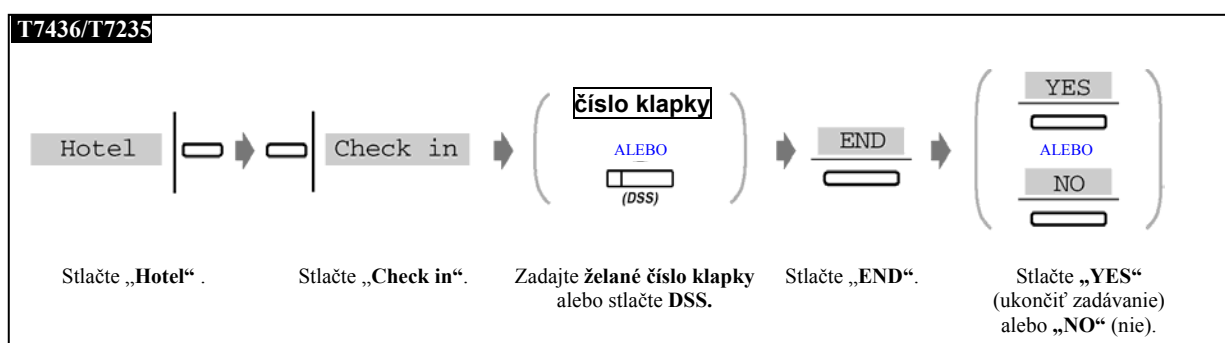 T7436/T7235
Hotel
Check in
číslo klapky
ALEBO
(DSS)
END
YES
ALEBO
NO
Stlačte „Hotel“ .
Stlačte „Check in“.
Zadajte želané číslo klapky
alebo stlačte DSS.
Stlačte „END“.
Stlačte „YES“
(ukončiť zadávanie)
alebo „NO“ (nie).